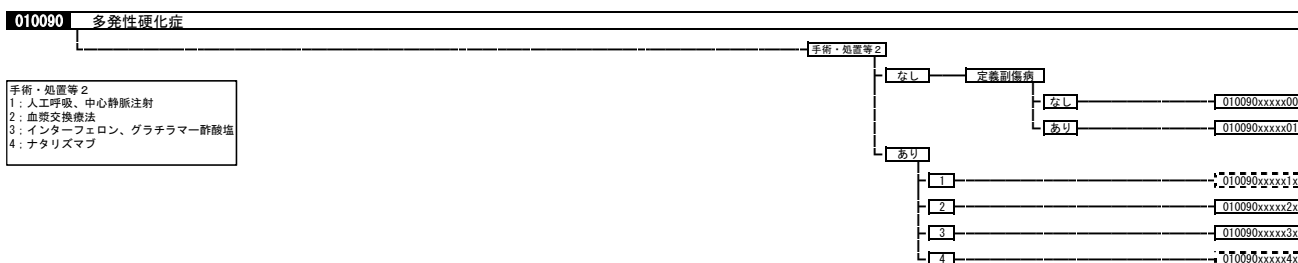 010090 多発性硬化症
手術・処置等2
なし 定義副傷病
手術・処置等2
1；人工呼吸、中心静脈注射
2；血漿交換療法
3；インターフェロン、グラチラマー酢酸塩
4；ナタリズマブ
なし 010090xxxxx00
あり 010090xxxxx01
あり
1 010090xxxxx1x
2 010090xxxxx2x
3 010090xxxxx3x
4 010090xxxxx4x